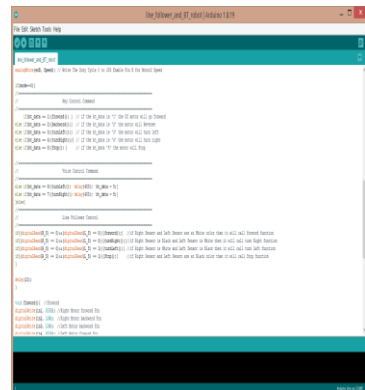 line_follower_and_BT_robot | Arduino 1.8.19
File Edit Sketch Tools Help
line_follower_and_BT_robot
analogWrite(enB, Speed); // Write The Duty Cycle 0 to 255 Enable Pin B for Motor2 Speed
if(mode==0){
//===============================================
// Key Control Command
//===============================================
if(bt_data == 1){forward(); } // if the bt_data is '1' the DC motor will go forward
else if(bt_data == 2){backward();} // if the bt_data is '2' the motor will Reverse
else if(bt_data == 3){turnLeft();} // if the bt_data is '3' the motor will turn left
else if(bt_data == 4){turnRight();} // if the bt_data is '4' the motor will turn right
else if(bt_data == 5){Stop(); } // if the bt_data '5' the motor will Stop
//===============================================
// Voice Control Command
//===============================================
else if(bt_data == 6){turnLeft(); delay(400); bt_data = 5;}
else if(bt_data == 7){turnRight(); delay(400); bt_data = 5;}
}else{
//===============================================
// Line Follower Control
//===============================================
if((digitalRead(R_S) == 0)&&(digitalRead(L_S) == 0)){forward();} //if Right Sensor and Left Sensor are at White color then it will call forward function
if((digitalRead(R_S) == 1)&&(digitalRead(L_S) == 0)){turnRight();}//if Right Sensor is Black and Left Sensor is White then it will call turn Right function
if((digitalRead(R_S) == 0)&&(digitalRead(L_S) == 1)){turnLeft();} //if Right Sensor is White and Left Sensor is Black then it will call turn Left function
if((digitalRead(R_S) == 1)&&(digitalRead(L_S) == 1)){Stop();} //if Right Sensor and Left Sensor are at Black color then it will call Stop function
}
delay(10);
}
void forward(){ //forward
digitalWrite(in1, HIGH); //Right Motor forward Pin
digitalWrite(in2, LOW); //Right Motor backward Pin
digitalWrite(in3, LOW); //Left Motor backward Pin
digitalWrite(in4, HIGH); //Left Motor forward Pin